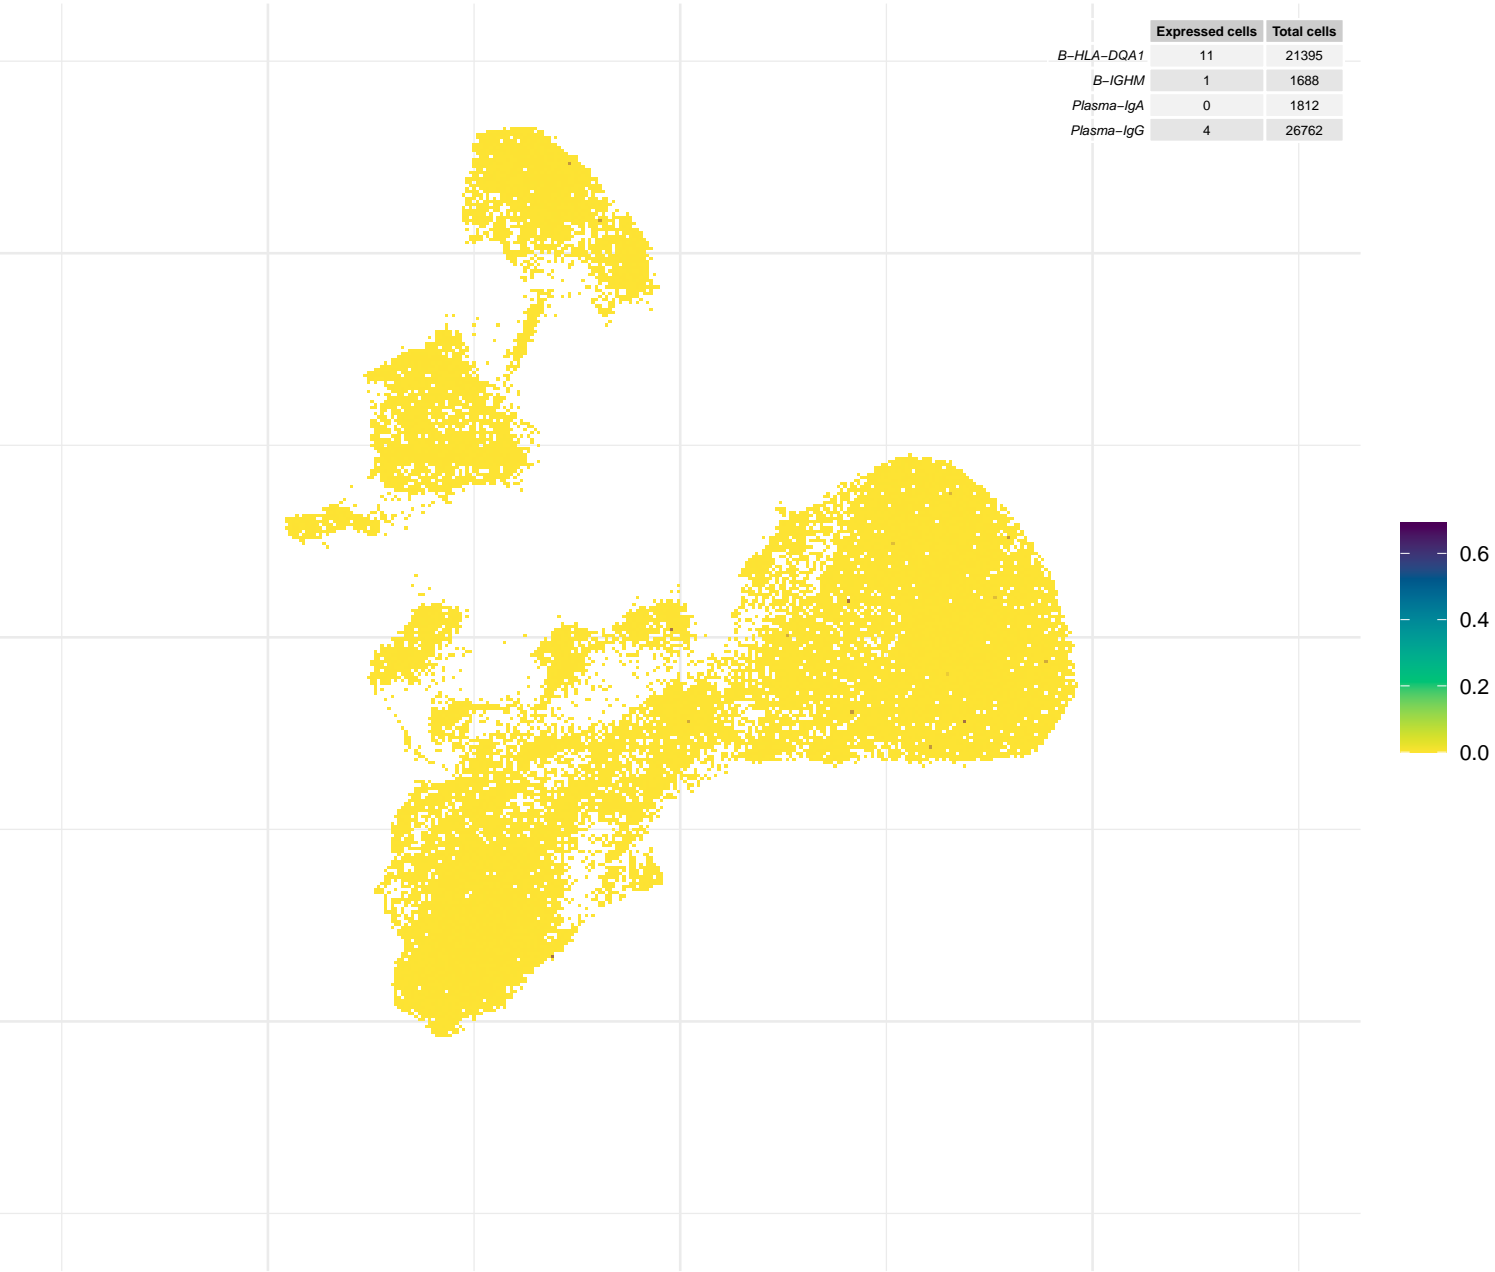 Expressed cells Total cells
B−HLA−DQA1 11 21395
B−IGHM 1 1688
Plasma−IgA 0 1812
Plasma−IgG 4 26762
0.6
0.4
0.2
0.0